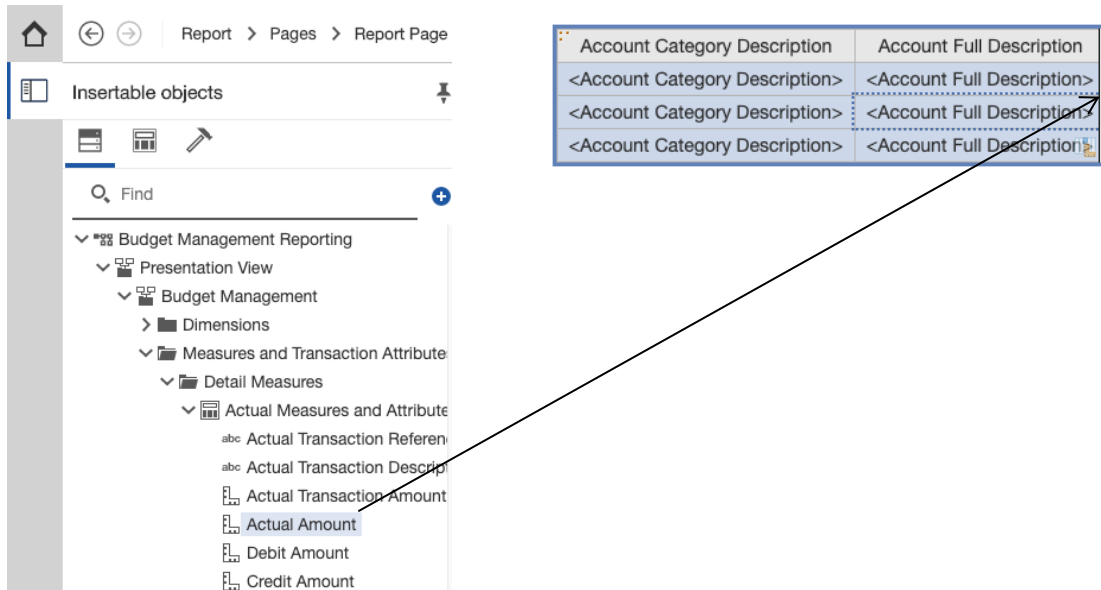 Report > Pages > Report Page
Insertable objects
Find
Budget Management Reporting
Presentation View
Budget Management
Dimensions
Measures and Transaction Attribute
Detail Measures
Actual Measures and Attribute
abc Actual Transaction Referen
abc Actual Transaction Descrip
Actual Transaction Amount
Actual Amount
Debit Amount
Credit Amount
Account Category Description Account Full Description
<Account Category Description> <Account Full Description>
<Account Category Description> <Account Full Description>
<Account Category Description> <Account Full Description>